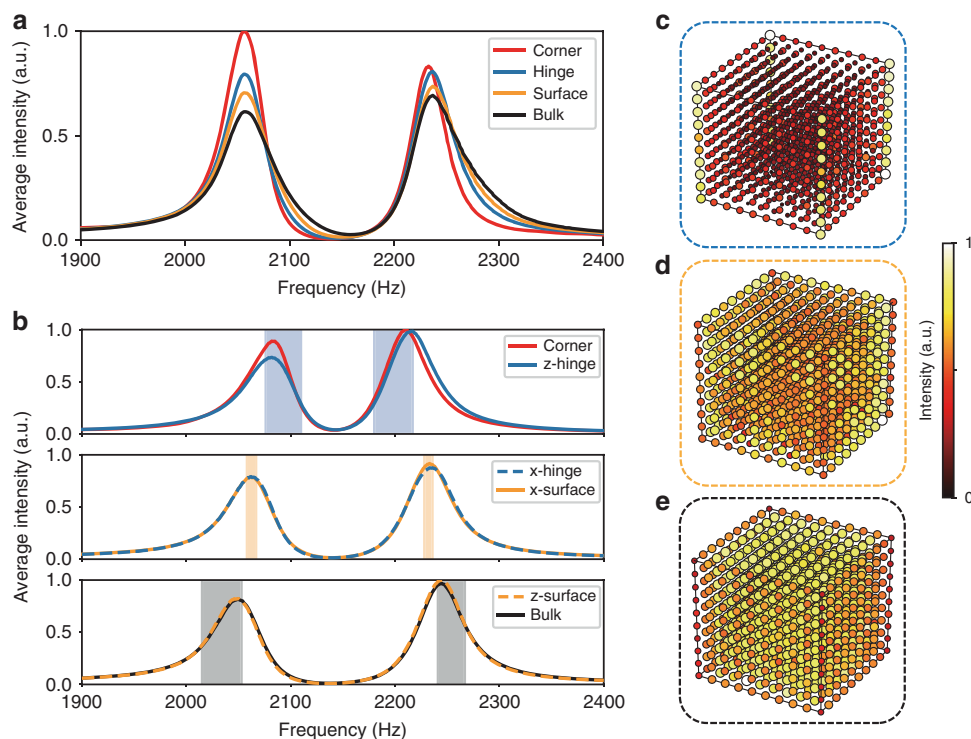 a
Average intensity (a.u.)
1.0
0.5
0.0
Corner
Hinge
Surface
Bulk
1900 2000 2100 2200 2300 2400
Frequency (Hz)
b
Average intensity (a.u.)
1.0
0.5
0.0
Corner
z-hinge
1.0
0.5
0.0
x-hinge
x-surface
1.0
0.5
0.0
z-surface
Bulk
1900 2000 2100 2200 2300 2400
Frequency (Hz)
c
d
e
1
Intensity (a.u.)
0